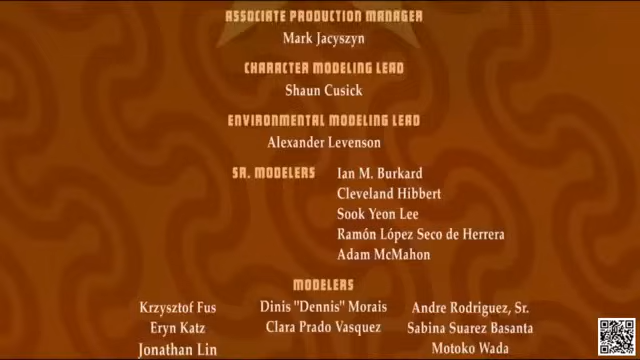 ASSOCIATE PRODUCTION MANAGER
Mark Jacyszyn
CHARACTER MODELING LEAD
Shaun Cusick
ENVIRONMENTAL MODELING LEAD
Alexander Levenson
SR. MODELERS Ian M. Burkard
Cleveland Hibbert
Sook Yeon Lee
Ramón López Seco de Herrera
Adam McMahon
MODELERS
Krzysztof Fus Dinis "Dennis" Morais Andre Rodriguez, Sr.
Eryn Katz Clara Prado Vasquez Sabina Suarez Basanta
Jonathan Lin Motoko Wada